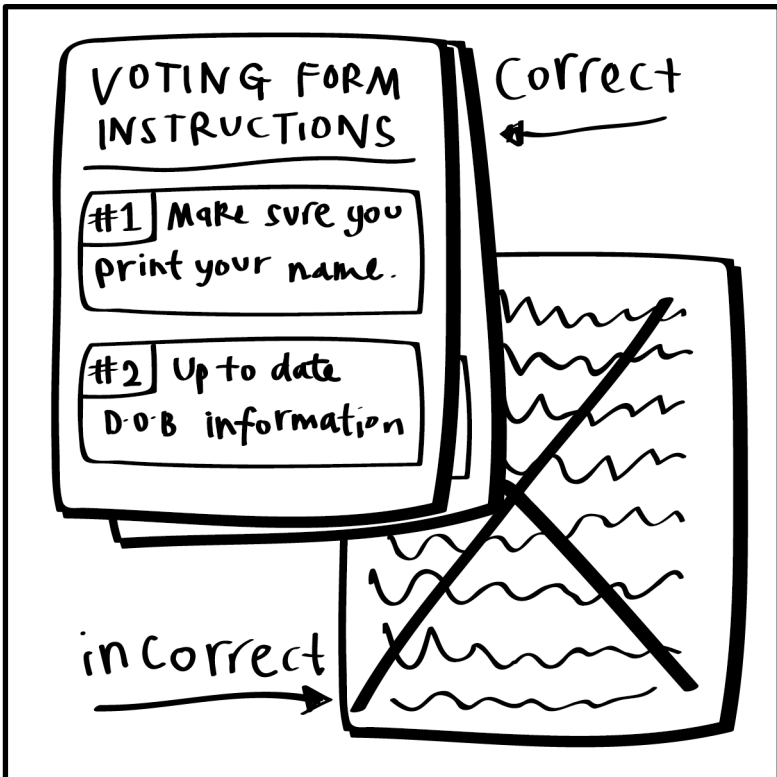 VOTING FORM
INSTRUCTIONS
#1 Make sure you
print your name.
#2 Up to date
D.O.B information
Correct
incorrect